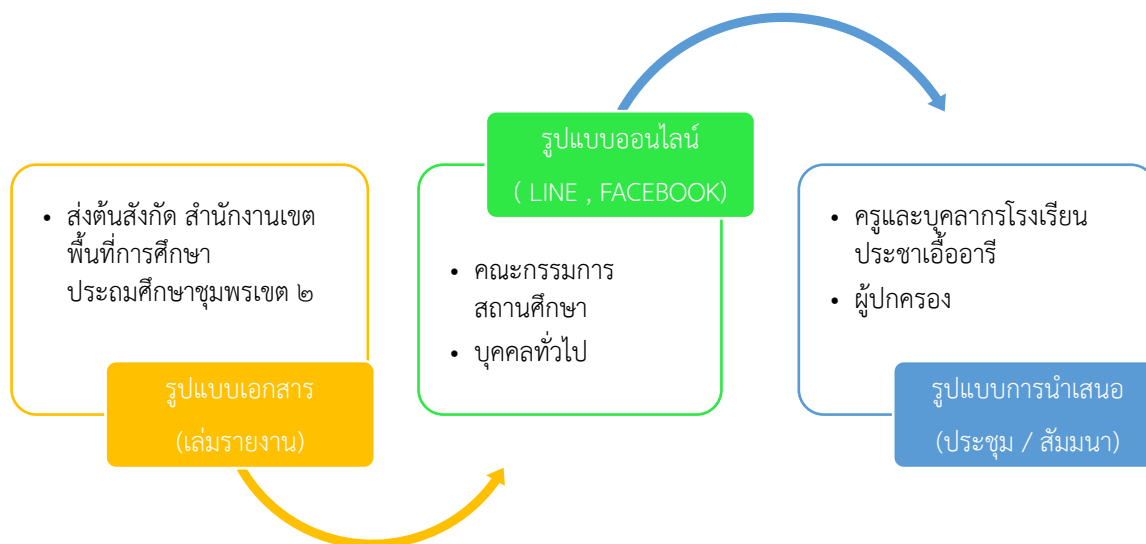 • ส่งต้นสังกัด สำนักงานเขต
พื้นที่การศึกษา
ประถมศึกษาชุมพรเขต ๒
รูปแบบเอกสาร
(เล่มรายงาน)
รูปแบบออนไลน์
( LINE , FACEBOOK)
• คณะกรรมการ
สถานศึกษา
• บุคคลทั่วไป
• ครูและบุคลากรโรงเรียน
ประชาเอื้ออารี
• ผู้ปกครอง
รูปแบบการนำเสนอ
(ประชุม / สัมมนา)